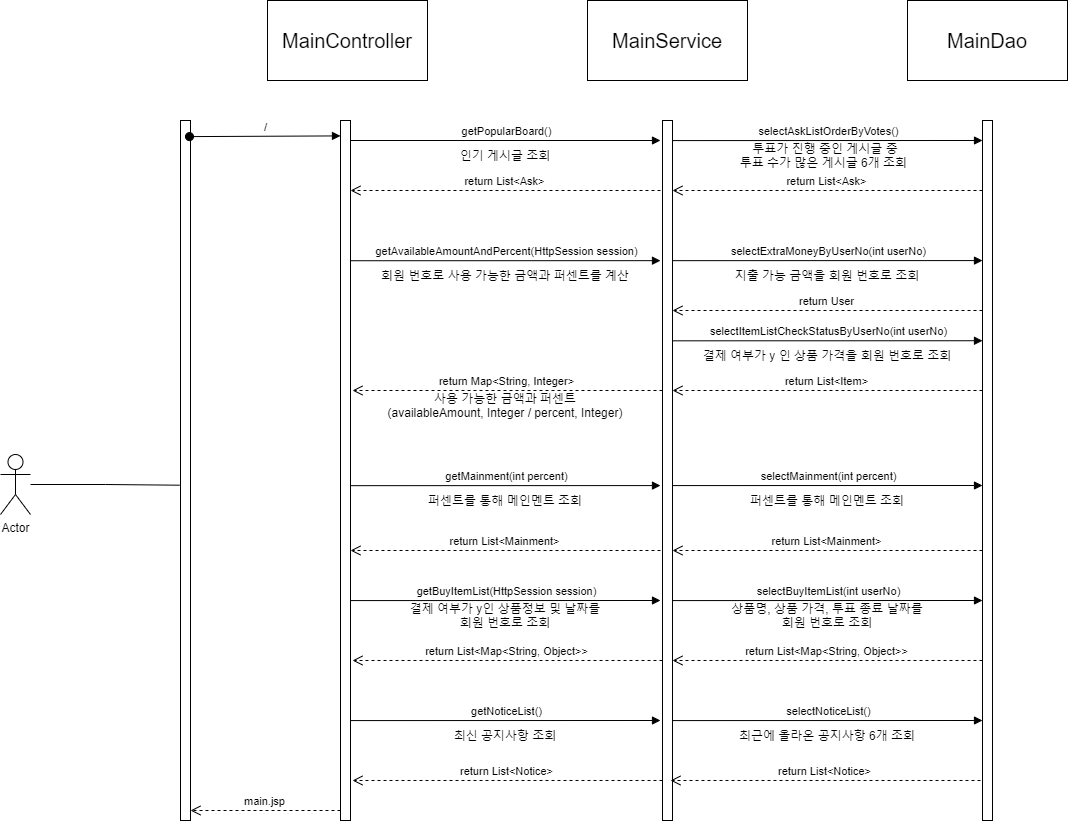 MainController
MainService
MainDao
/
getPopularBoard()
인기 게시글 조회
selectAskListOrderByVotes()
투표가 진행 중인 게시글 중
투표 수가 많은 게시글 6개 조회
return List<Ask>
return List<Ask>
getAvailableAmountAndPercent(HttpSession session)
회원 번호로 사용 가능한 금액과 퍼센트를 계산
selectExtraMoneyByUserNo(int userNo)
지출 가능 금액을 회원 번호로 조회
return User
selectItemListCheckStatusByUserNo(int userNo)
결제 여부가 y 인 상품 가격을 회원 번호로 조회
return Map<String, Integer>
사용 가능한 금액과 퍼센트
(availableAmount, Integer / percent, Integer)
return List<Item>
Actor
getMainment(int percent)
퍼센트를 통해 메인멘트 조회
selectMainment(int percent)
퍼센트를 통해 메인멘트 조회
return List<Mainment>
return List<Mainment>
getBuyItemList(HttpSession session)
결제 여부가 y인 상품정보 및 날짜를
회원 번호로 조회
selectBuyItemList(int userNo)
상품명, 상품 가격, 투표 종료 날짜를
회원 번호로 조회
return List<Map<String, Object>>
return List<Map<String, Object>>
getNoticeList()
최신 공지사항 조회
selectNoticeList()
최근에 올라온 공지사항 6개 조회
return List<Notice>
return List<Notice>
main.jsp